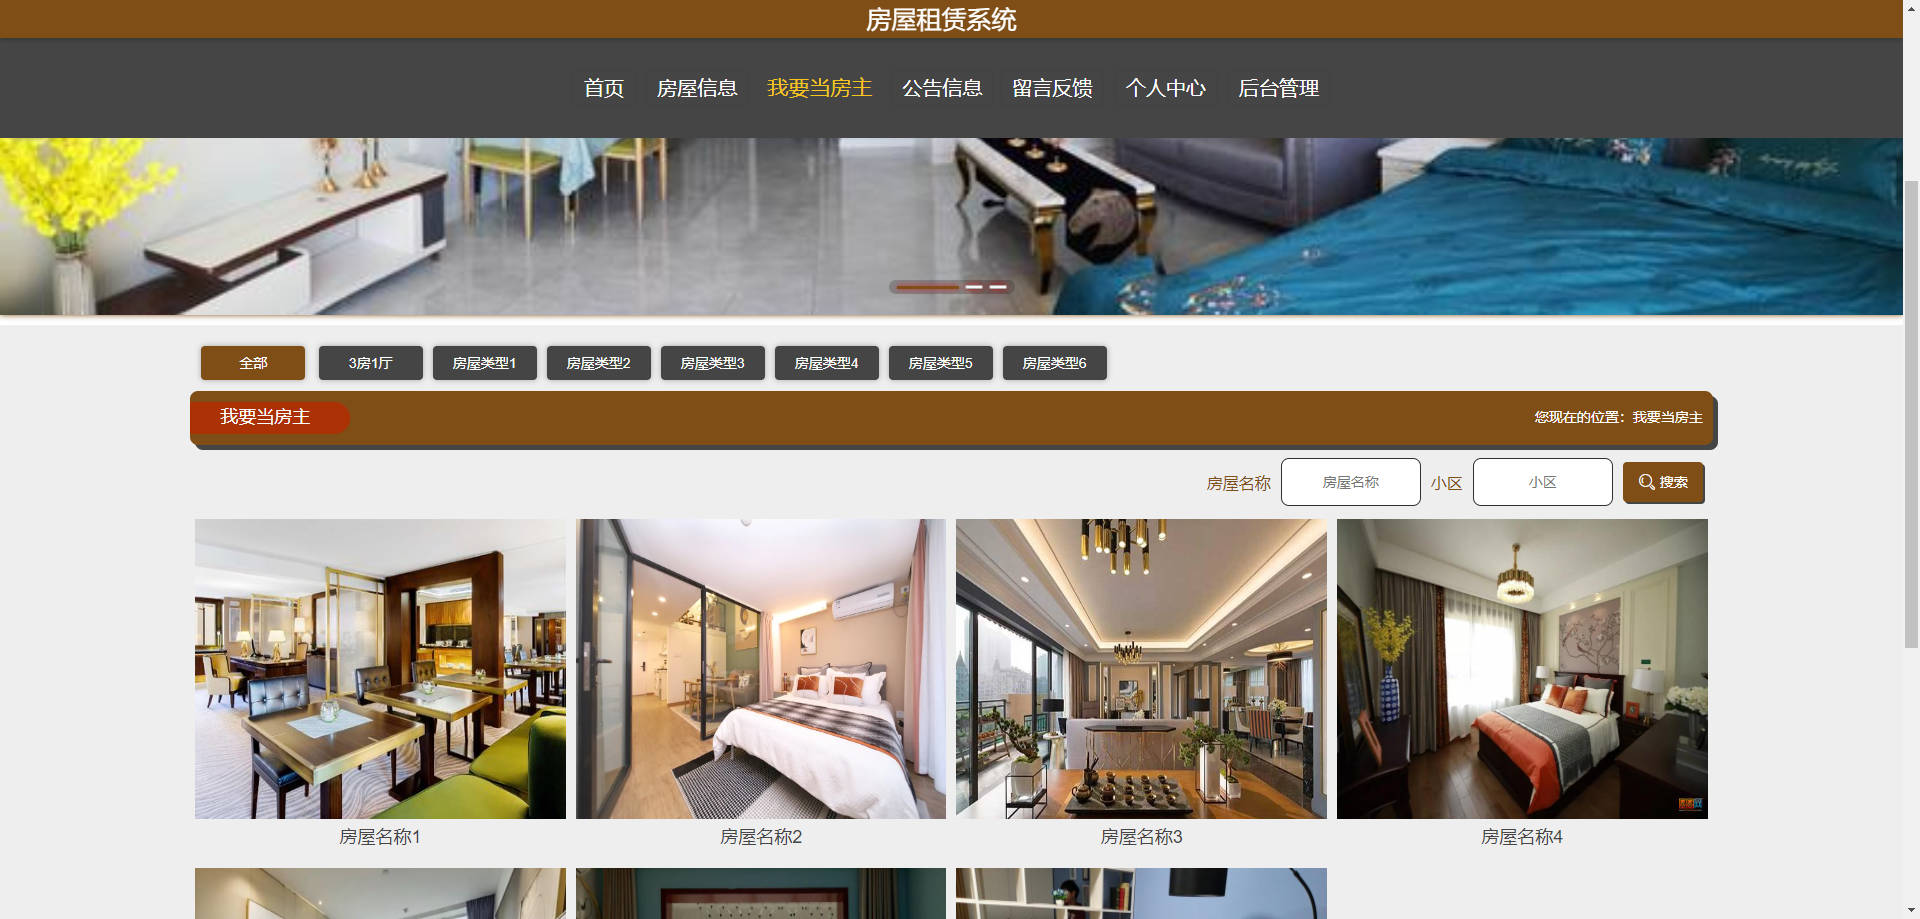 房屋租赁系统
首页 房屋信息 我要当房主 公告信息 留言反馈 个人中心 后台管理
全部 3房1厅 房屋类型1 房屋类型2 房屋类型3 房屋类型4 房屋类型5 房屋类型6
我要当房主 您现在的位置：我要当房主
房屋名称 房屋名称 小区 小区 搜索
房屋名称1 房屋名称2 房屋名称3 房屋名称4